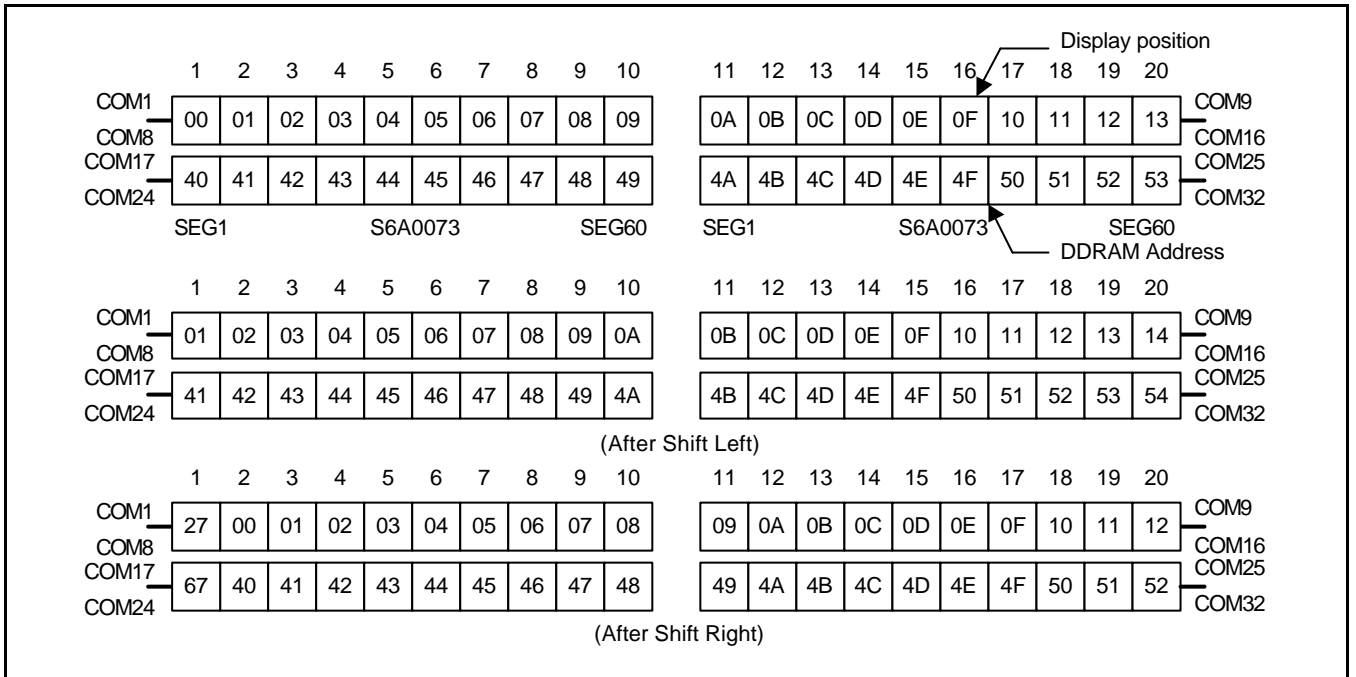 Display position
1 2 3 4 5 6 7 8 9 10 11 12 13 14 15 16 17 18 19 20
COM1 COM9
00 01 02 03 04 05 06 07 08 09 0A 0B 0C 0D 0E 0F 10 11 12 13
COM8 COM16
COM17 COM25
40 41 42 43 44 45 46 47 48 49 4A 4B 4C 4D 4E 4F 50 51 52 53
COM24 COM32
SEG1 S6A0073 SEG60 SEG1 S6A0073 SEG60
DDRAM Address
1 2 3 4 5 6 7 8 9 10 11 12 13 14 15 16 17 18 19 20
COM1 COM9
01 02 03 04 05 06 07 08 09 0A 0B 0C 0D 0E 0F 10 11 12 13 14
COM8 COM16
COM17 COM25
41 42 43 44 45 46 47 48 49 4A 4B 4C 4D 4E 4F 50 51 52 53 54
COM24 COM32
(After Shift Left)
1 2 3 4 5 6 7 8 9 10 11 12 13 14 15 16 17 18 19 20
COM1 COM9
27 00 01 02 03 04 05 06 07 08 09 0A 0B 0C 0D 0E 0F 10 11 12
COM8 COM16
COM17 COM25
67 40 41 42 43 44 45 46 47 48 49 4A 4B 4C 4D 4E 4F 50 51 52
COM24 COM32
(After Shift Right)